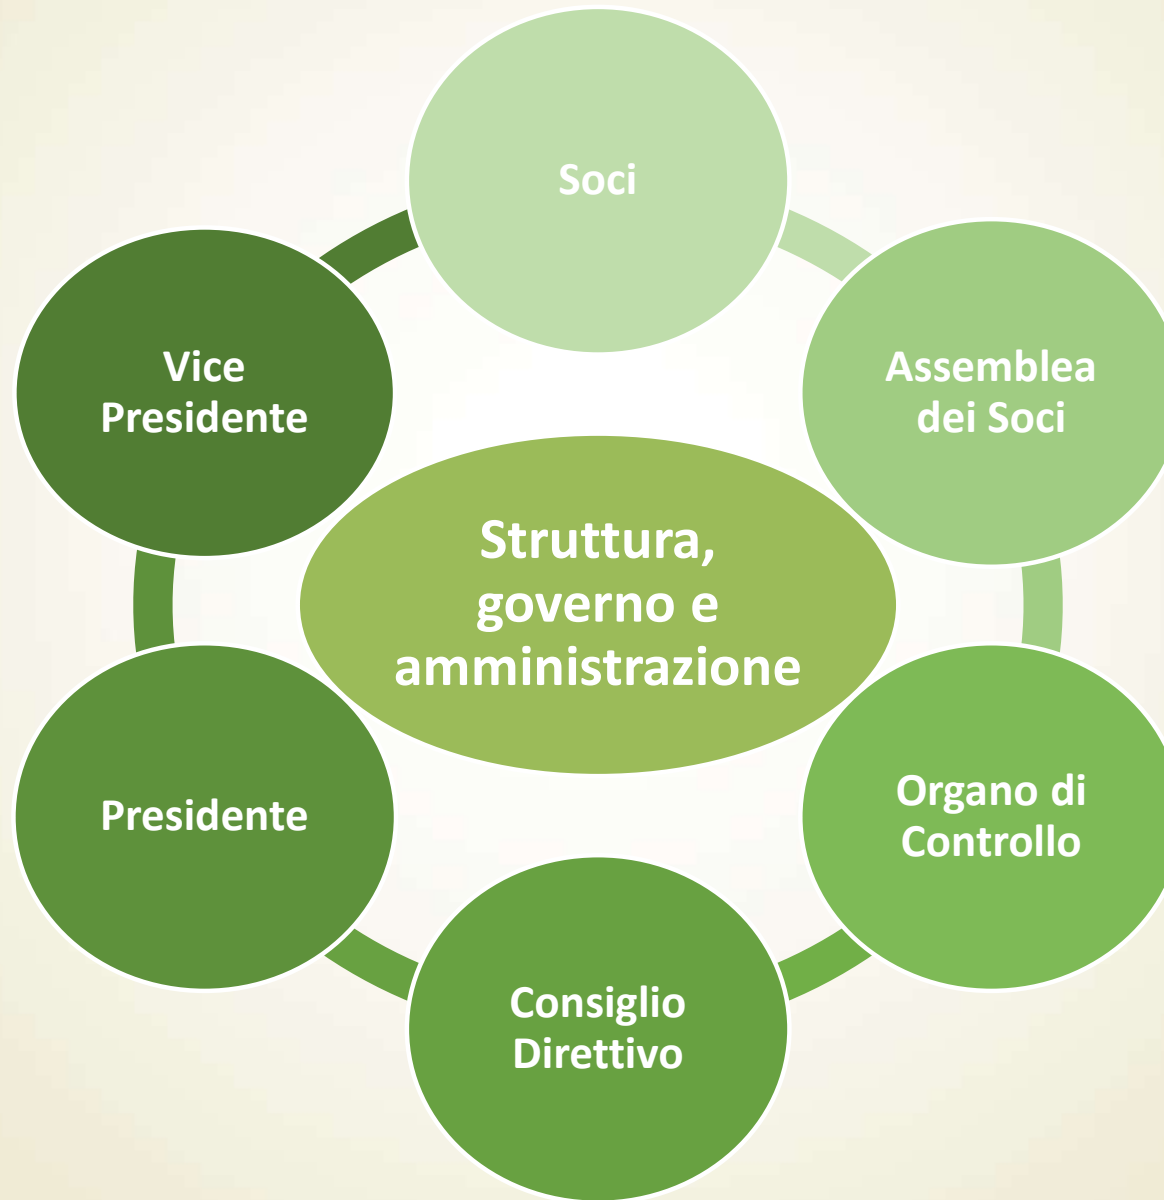 Soci
Assemblea
dei Soci
Organo di
Controllo
Consiglio
Direttivo
Presidente
Vice
Presidente
Struttura,
governo e
amministrazione